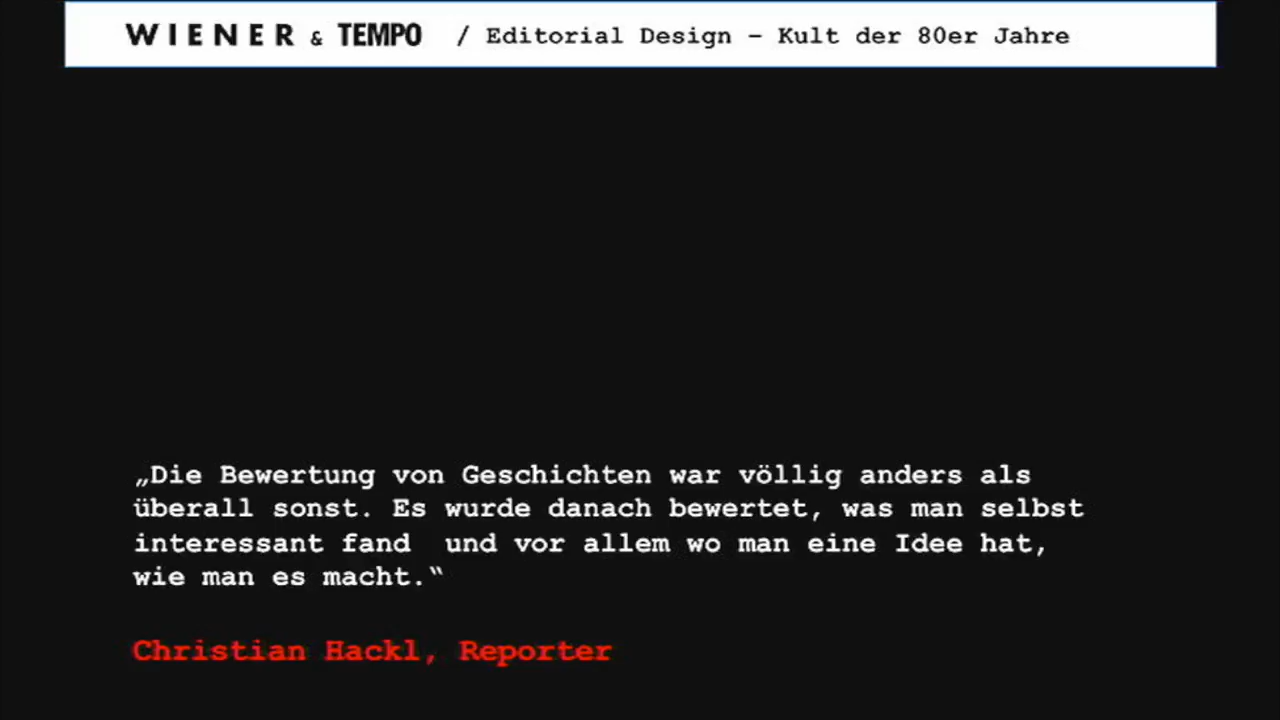 WIENER & TEMPO / Editorial Design – Kult der 80er Jahre
„Die Bewertung von Geschichten war völlig anders als
überall sonst. Es wurde danach bewertet, was man selbst
interessant fand  und vor allem wo man eine Idee hat,
wie man es macht.“
Christian Hackl, Reporter